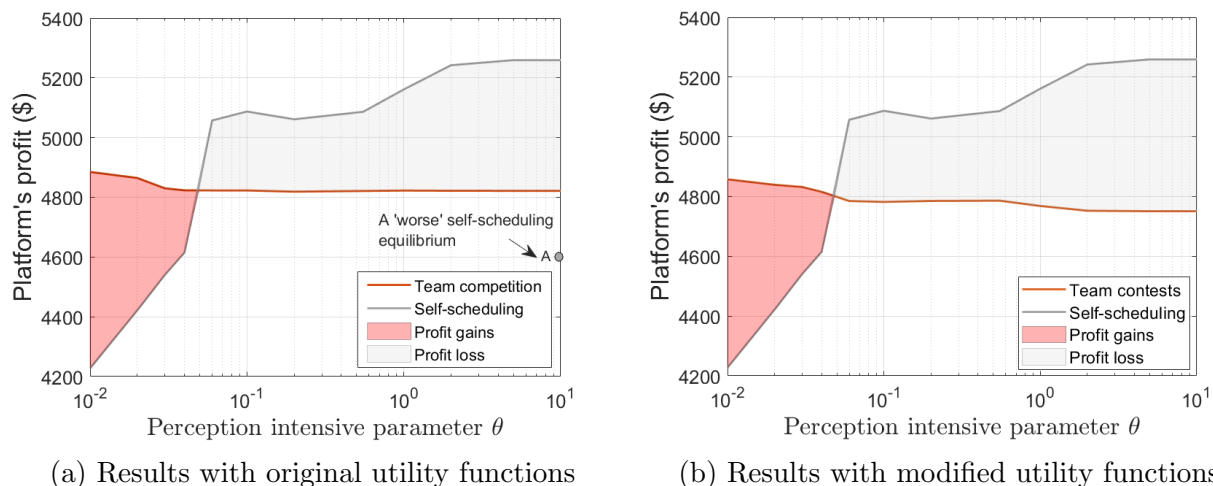 5400
5200
5000
4800
4600
4400
4200
Platform's profit ($)
A 'worse' self-scheduling
equilibrium
A
Team competition
Self-scheduling
Profit gains
Profit loss
10^-2
10^-1
10^0
10^1
Perception intensive parameter θ
(a) Results with original utility functions
5400
5200
5000
4800
4600
4400
4200
Platform's profit ($)
Team contests
Self-scheduling
Profit gains
Profit loss
10^-2
10^-1
10^0
10^1
Perception intensive parameter θ
(b) Results with modified utility functions